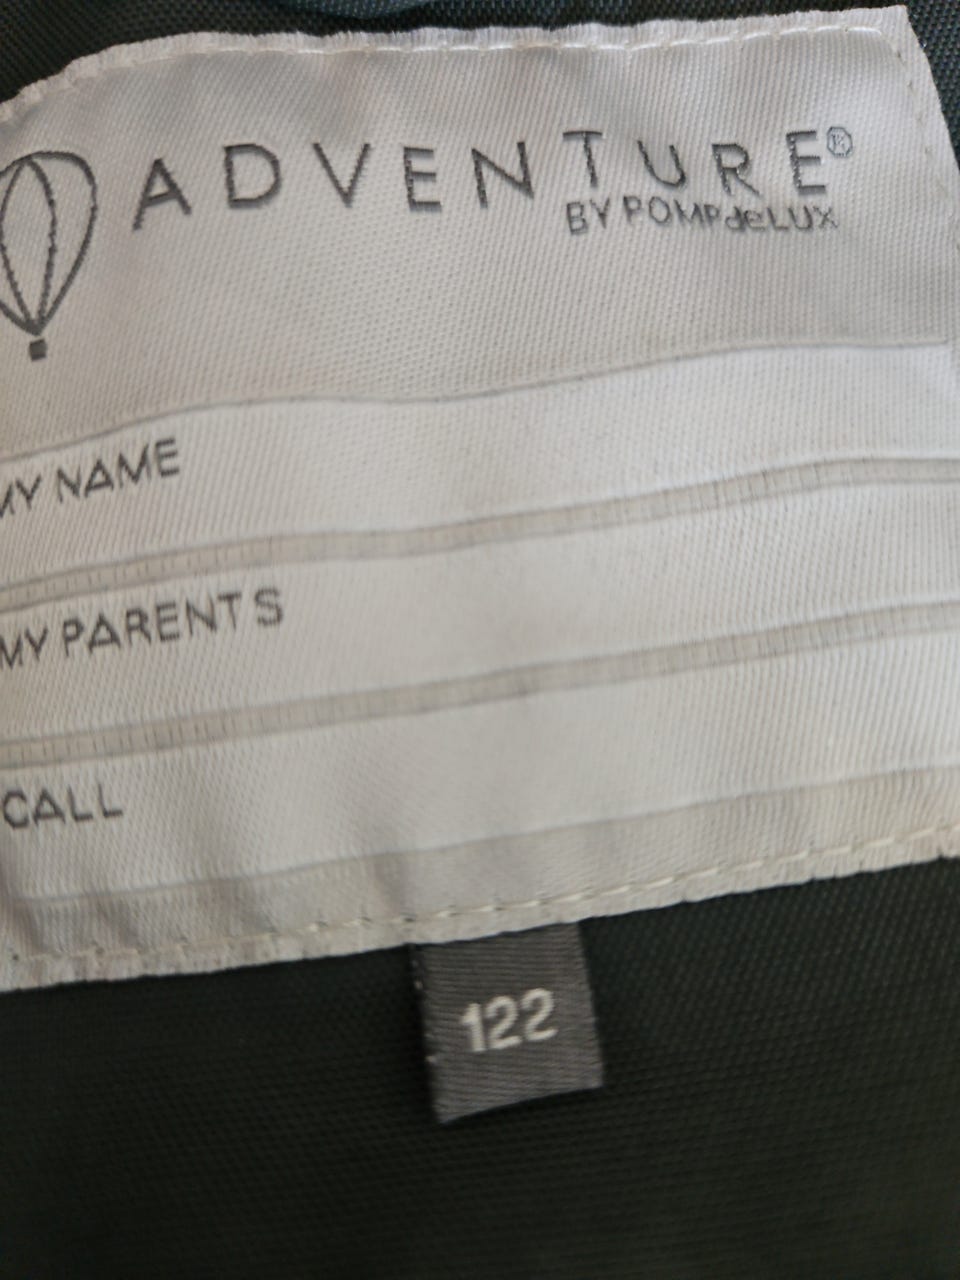 ADVENTURE®
BY POMPdeLUX
MY NAME
MY PARENTS
CALL
122